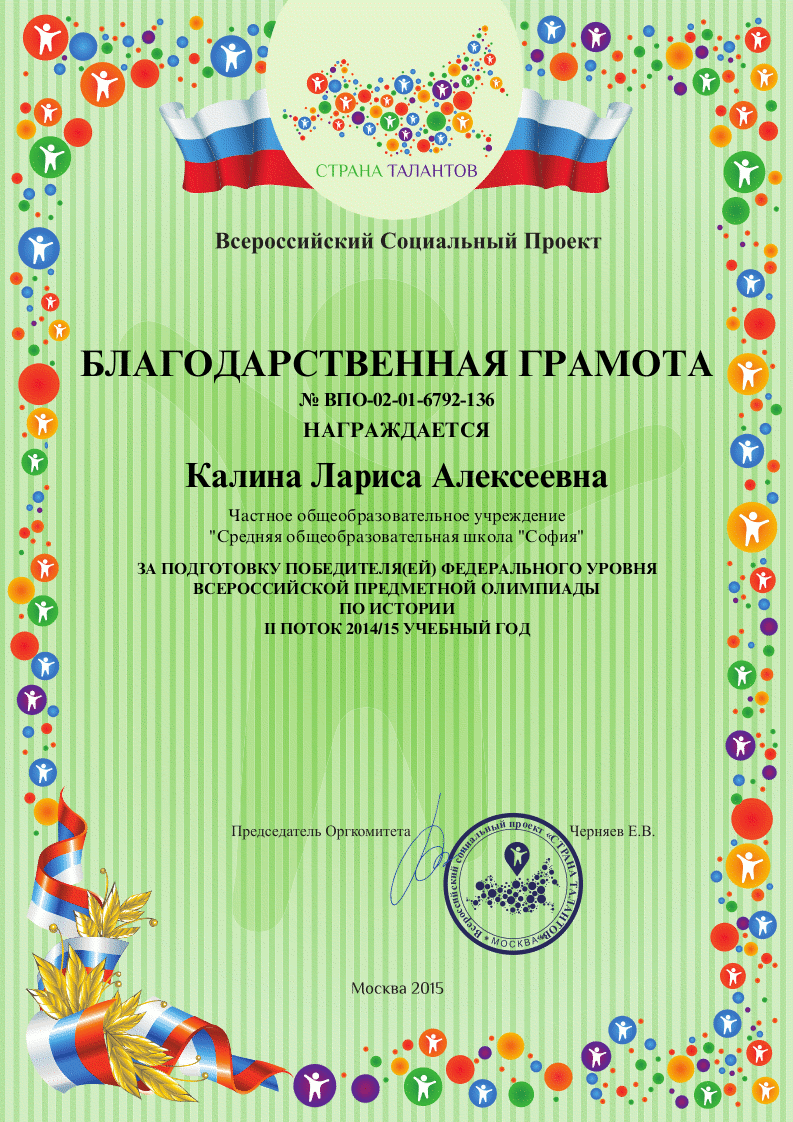 СТРАНА ТАЛАНТОВ
Всероссийский Социальный Проект
БЛАГОДАРСТВЕННАЯ ГРАМОТА
№ ВПО-02-01-6792-136
НАГРАЖДАЕТСЯ
Калина Лариса Алексеевна
Частное общеобразовательное учреждение
"Средняя общеобразовательная школа "София"
ЗА ПОДГОТОВКУ ПОБЕДИТЕЛЯ(ЕЙ) ФЕДЕРАЛЬНОГО УРОВНЯ
ВСЕРОССИЙСКОЙ ПРЕДМЕТНОЙ ОЛИМПИАДЫ
ПО ИСТОРИИ
II ПОТОК 2014/15 УЧЕБНЫЙ ГОД
Председатель Оргкомитета
Черняев Е.В.
Всероссийский социальный проект «СТРАНА ТАЛАНТОВ»
МОСКВА
Москва 2015